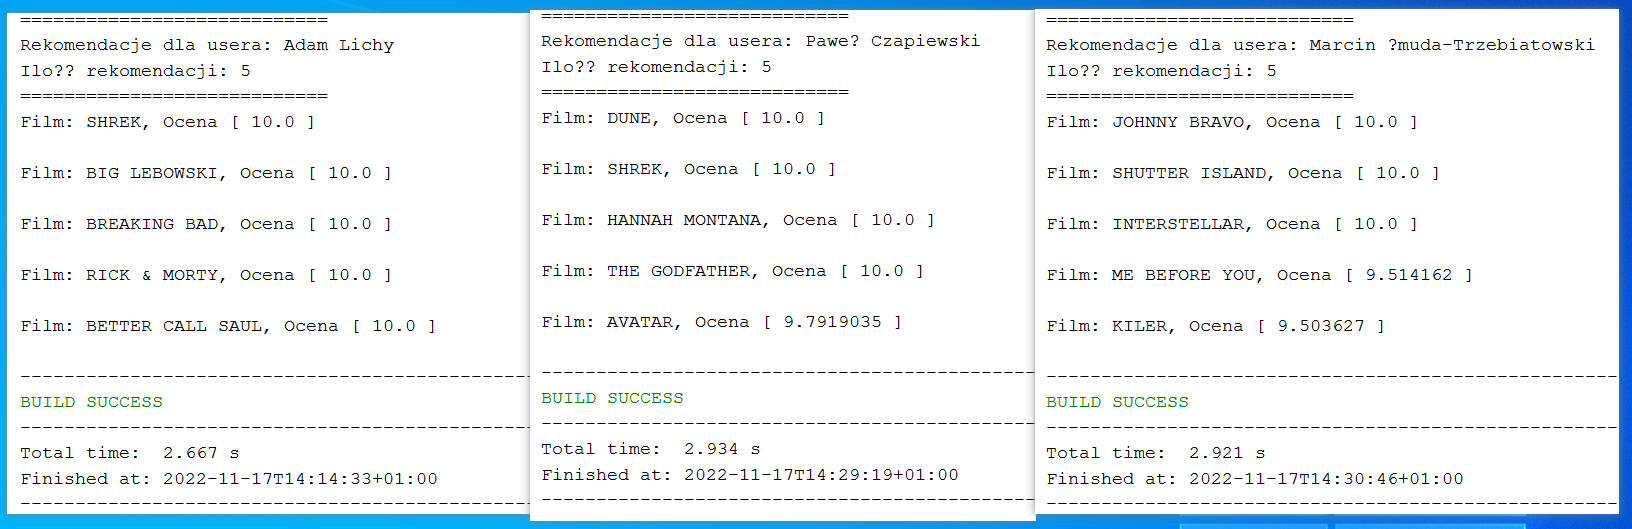 ============================
Rekomendacje dla usera: Adam Lichy
Ilo?? rekomendacji: 5
============================
Film: SHREK, Ocena [ 10.0 ]
Film: BIG LEBOWSKI, Ocena [ 10.0 ]
Film: BREAKING BAD, Ocena [ 10.0 ]
Film: RICK & MORTY, Ocena [ 10.0 ]
Film: BETTER CALL SAUL, Ocena [ 10.0 ]
------------------------------------------------
BUILD SUCCESS
------------------------------------------------
Total time:  2.667 s
Finished at: 2022-11-17T14:14:33+01:00
------------------------------------------------
============================
Rekomendacje dla usera: Pawe? Czapiewski
Ilo?? rekomendacji: 5
============================
Film: DUNE, Ocena [ 10.0 ]
Film: SHREK, Ocena [ 10.0 ]
Film: HANNAH MONTANA, Ocena [ 10.0 ]
Film: THE GODFATHER, Ocena [ 10.0 ]
Film: AVATAR, Ocena [ 9.7919035 ]
----------------------------------------------
BUILD SUCCESS
----------------------------------------------
Total time:  2.934 s
Finished at: 2022-11-17T14:29:19+01:00
----------------------------------------------
============================
Rekomendacje dla usera: Marcin ?muda-Trzebiatowski
Ilo?? rekomendacji: 5
============================
Film: JOHNNY BRAVO, Ocena [ 10.0 ]
Film: SHUTTER ISLAND, Ocena [ 10.0 ]
Film: INTERSTELLAR, Ocena [ 10.0 ]
Film: ME BEFORE YOU, Ocena [ 9.514162 ]
Film: KILER, Ocena [ 9.503627 ]
----------------------------------------------------
BUILD SUCCESS
----------------------------------------------------
Total time:  2.921 s
Finished at: 2022-11-17T14:30:46+01:00
----------------------------------------------------